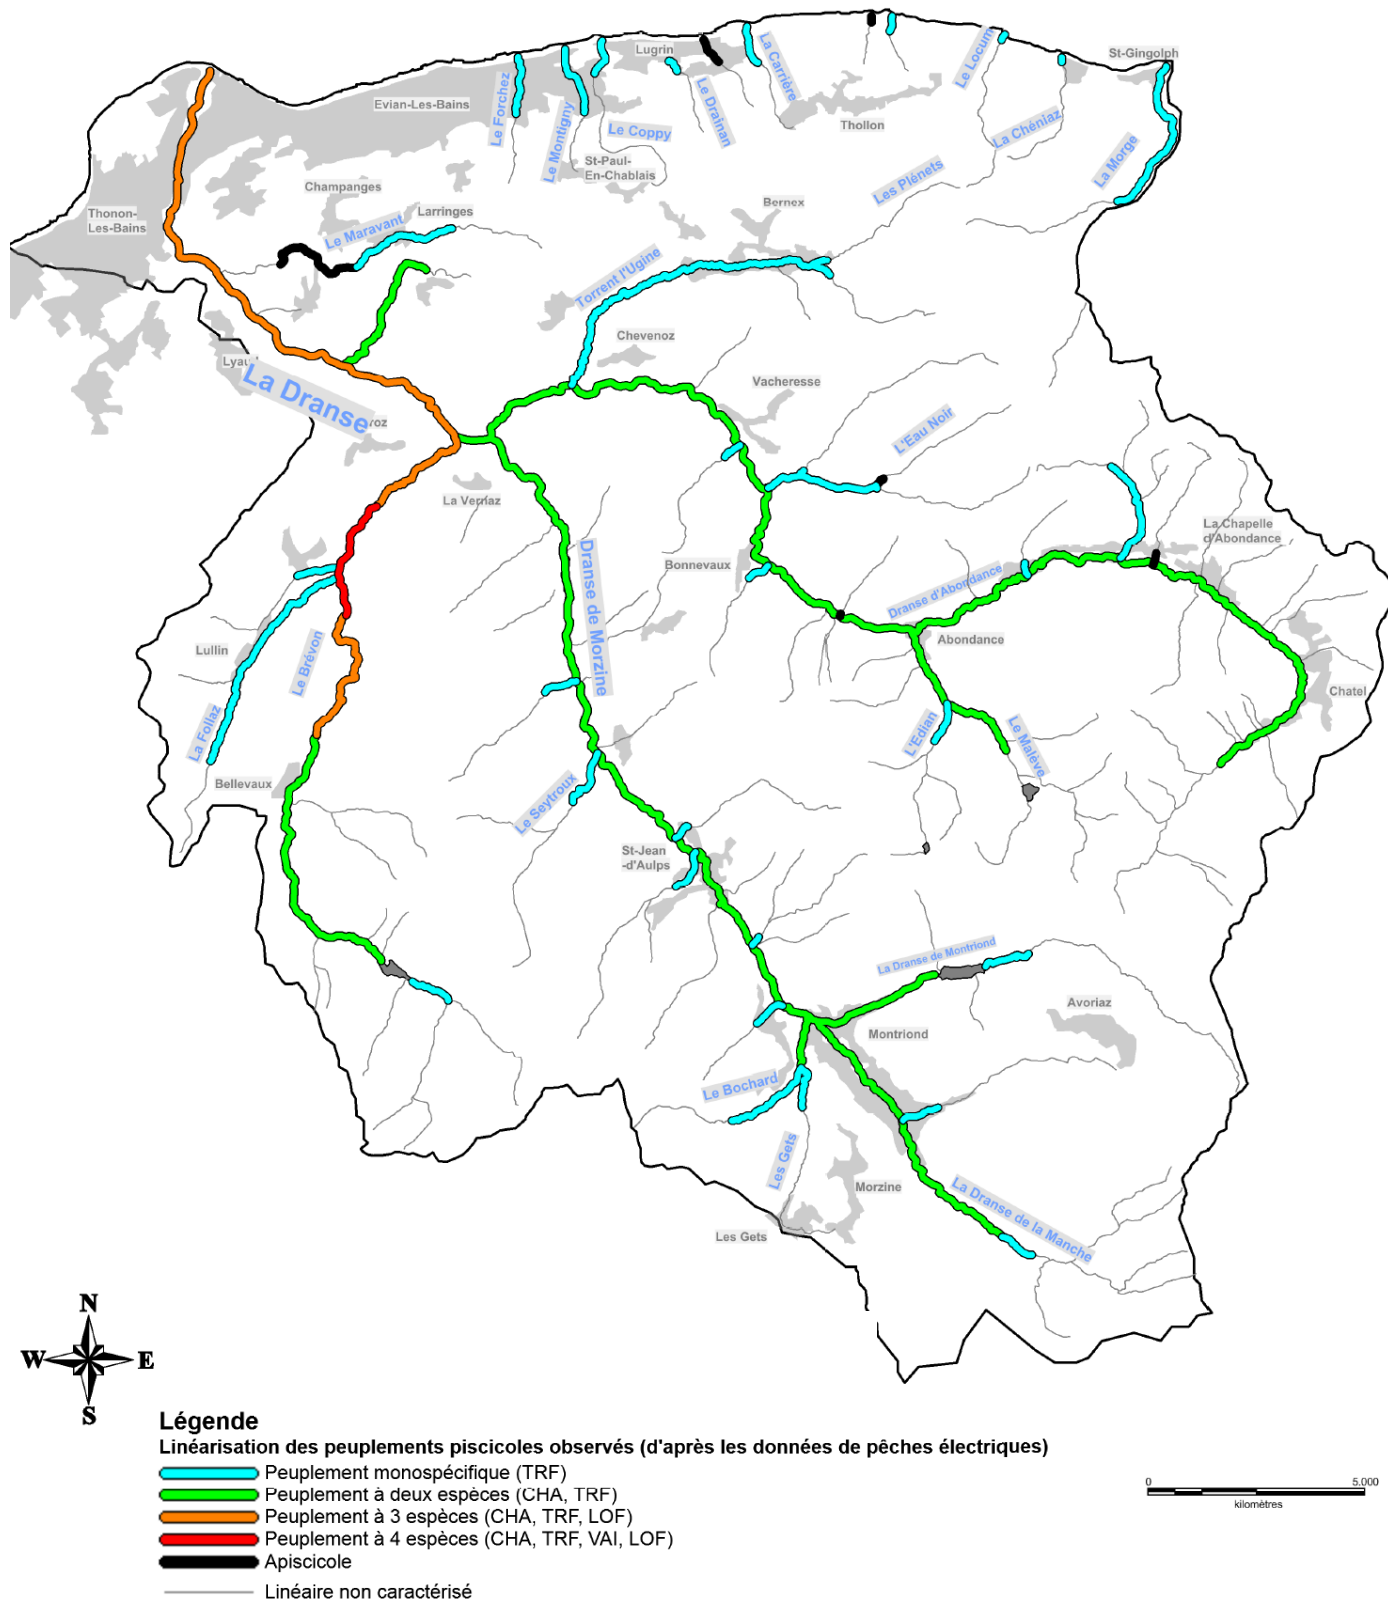 St-Gingolph
Le Locum
Lugrin
La Carrière
Evian-Les-Bains
Le Forchez
Le Montigny
Le Coppy
Le Drainan
Thollon
La Chéniaz
La Morge
St-Paul-
En-Chablais
Les Plénets
Champanges
Larringes
Bernex
Thonon-
Les-Bains
Le Maravant
Torrent l'Ugine
Chevenoz
Lyaud
La Dranse
roz
Vacheresse
L'Eau Noir
La Vernaz
La Chapelle
d'Abondance
Bonnevaux
Dranse d'Abondance
Dranse de Morzine
Abondance
Lullin
Le Brévon
Chatel
La Follaz
L'Edian
Le Malève
Bellevaux
Le Seytroux
St-Jean
-d'Aulps
La Dranse de Montriond
Avoriaz
Montriond
Le Bochard
Les Gets
Morzine
La Dranse de la Manche
Les Gets
N
W
E
S
Légende
Linéarisation des peuplements piscicoles observés (d'après les données de pêches électriques)
Peuplement monospécifique (TRF)
Peuplement à deux espèces (CHA, TRF)
Peuplement à 3 espèces (CHA, TRF, LOF)
Peuplement à 4 espèces (CHA, TRF, VAI, LOF)
Apiscicole
Linéaire non caractérisé
0
5.000
kilomètres